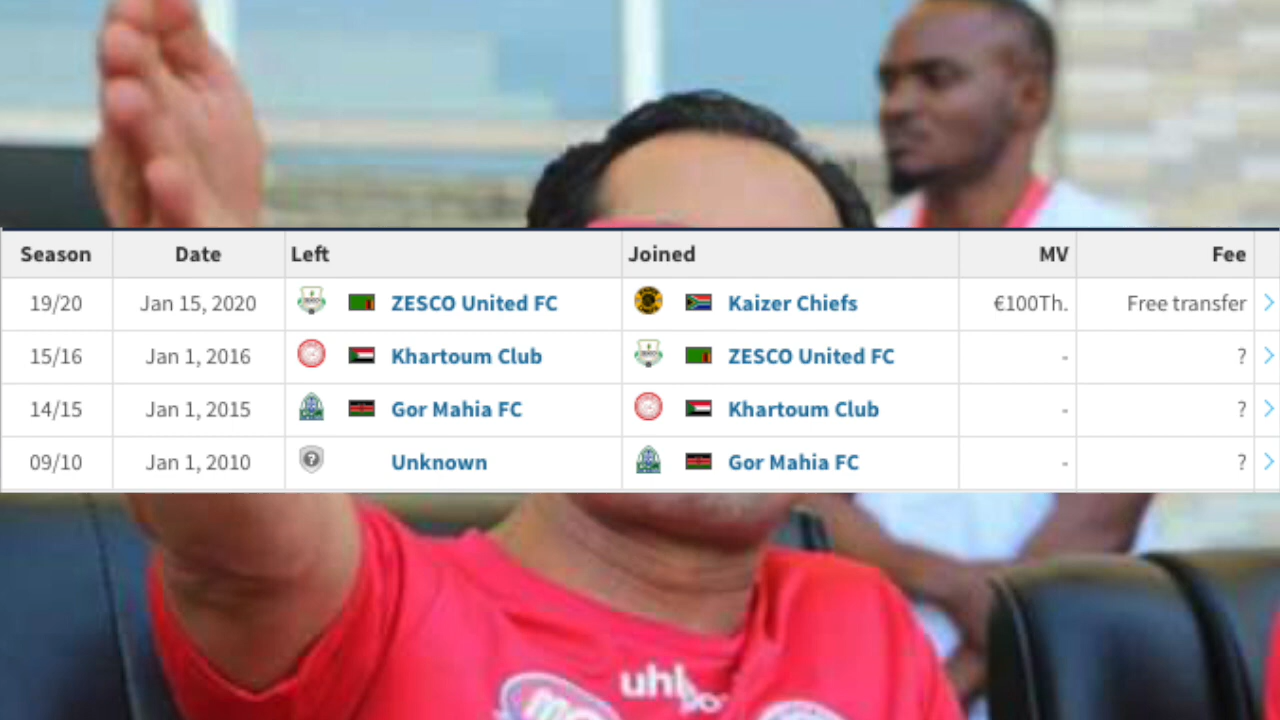 Season Date Left Joined MV Fee
19/20 Jan 15, 2020 ZESCO United FC Kaizer Chiefs €100Th. Free transfer
15/16 Jan 1, 2016 Khartoum Club ZESCO United FC - ?
14/15 Jan 1, 2015 Gor Mahia FC Khartoum Club - ?
09/10 Jan 1, 2010 ? Unknown Gor Mahia FC - ?